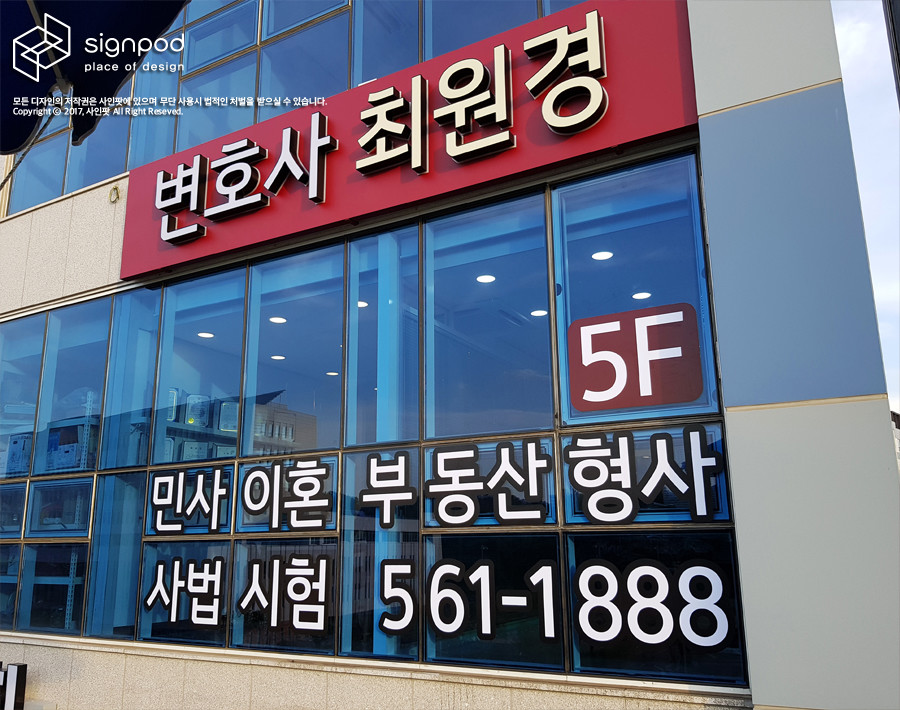 signpod
place of design
모든 디자인의 저작권은 사인팟에 있으며 무단 사용시 법적인 처벌을 받으실 수 있습니다.
Copyright ⓒ 2017, 사인팟 All Right Reseved.
변호사 최원경
5F
민사 이혼 부동산 형사
사법 시험 561-1888